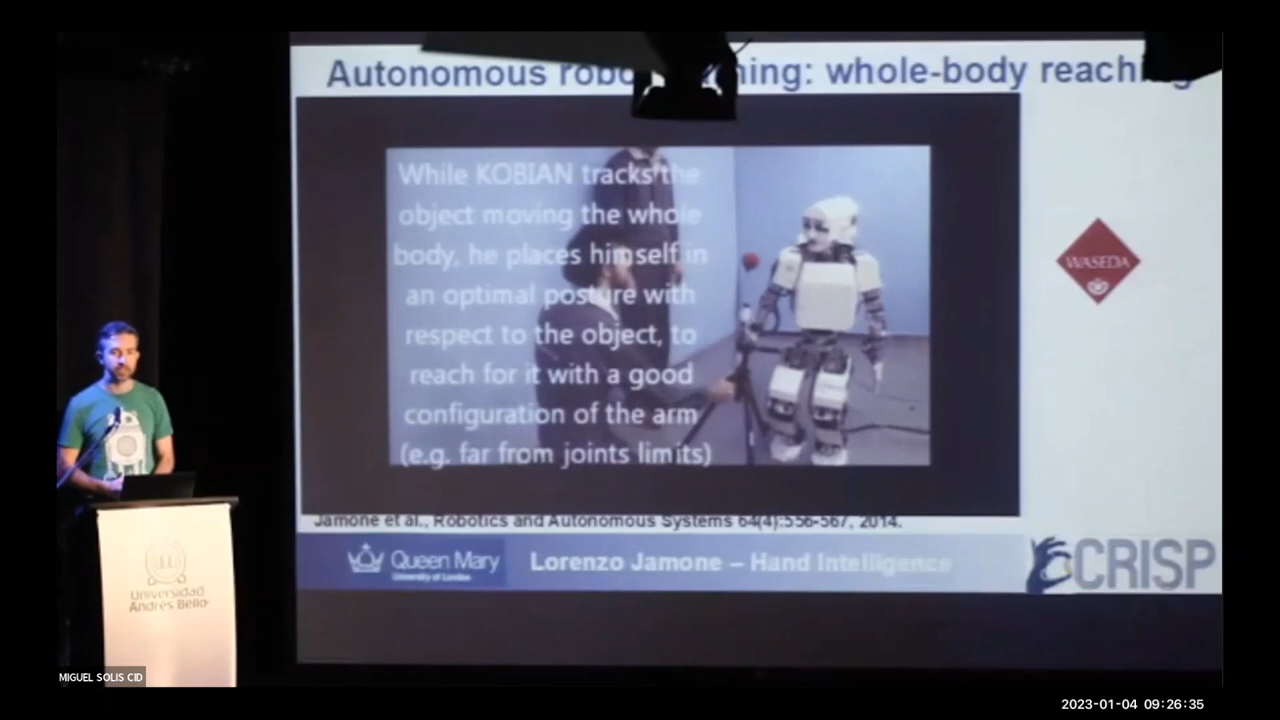 Autonomous robo ning: whole-body reaching
While KOBIAN tracks the
object moving the whole
body, he places himself in
an optimal posture with
respect to the object, to
reach for it with a good
configuration of the arm
(e.g. far from joints limits)
WASEDA
Jamone et al., Robotics and Autonomous Systems 64(4):556-567, 2014.
Queen Mary
University of London
Lorenzo Jamone – Hand Intelligence
CRISP
Universidad
Andrés Bello
MIGUEL SOLIS CID
2023-01-04 09:26:35